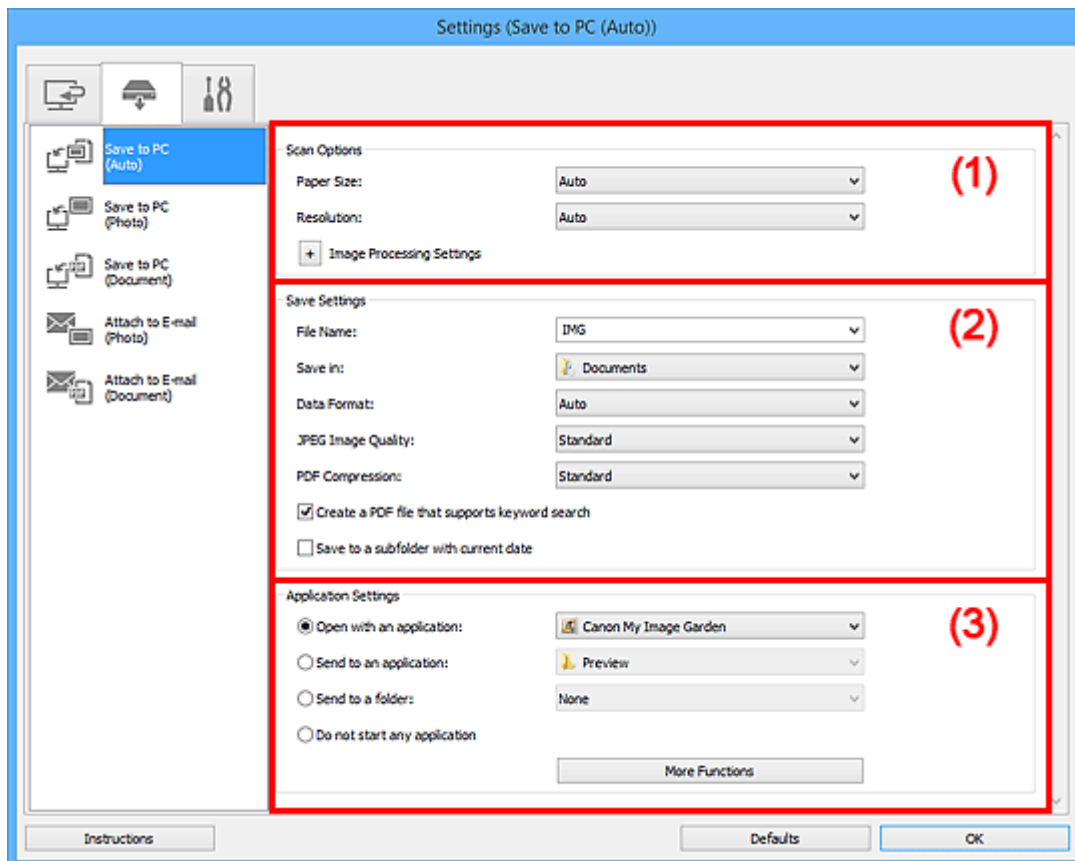 Settings (Save to PC (Auto))
Save to PC
(Auto)
Save to PC
(Photo)
Save to PC
(Document)
Attach to E-mail
(Photo)
Attach to E-mail
(Document)
Scan Options
(1)
Paper Size: Auto
Resolution: Auto
+ Image Processing Settings
Save Settings
(2)
File Name: IMG
Save in: Documents
Data Format: Auto
JPEG Image Quality: Standard
PDF Compression: Standard
Create a PDF file that supports keyword search
Save to a subfolder with current date
Application Settings
(3)
Open with an application: Canon My Image Garden
Send to an application: Preview
Send to a folder: None
Do not start any application
More Functions
Instructions Defaults OK